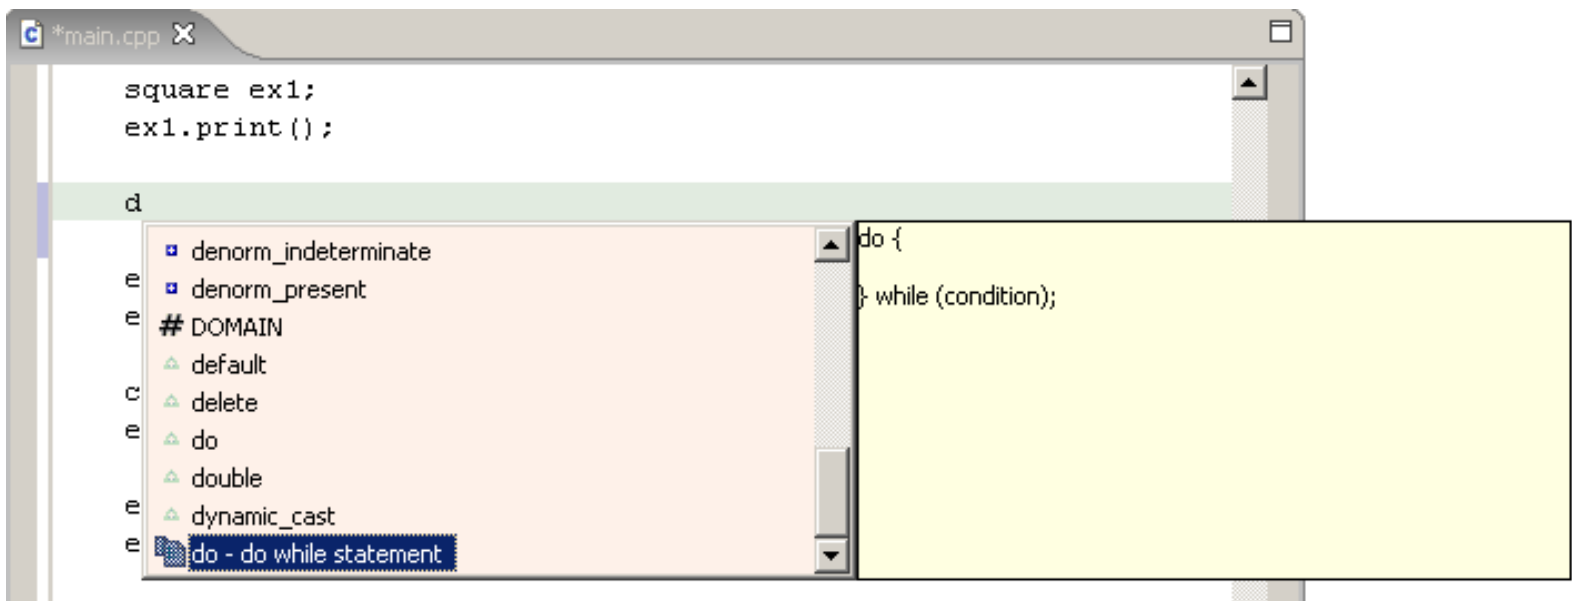 *main.cpp
square ex1;
ex1.print();
d
denorm_indeterminate
denorm_present
# DOMAIN
default
delete
do
double
dynamic_cast
do - do while statement
do {
} while (condition);
e
e
c
e
e
e